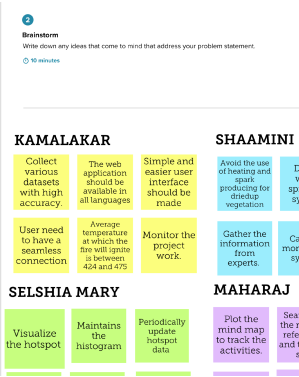 2
Brainstorm
Write down any ideas that come to mind that address your problem statement.
10 minutes
KAMALAKAR
Collect
various
datasets
with high
accuracy.
The web
application
should be
available in
all languages
Simple and
easier user
interface
should be
made
User need
to have a
seamless
connection
Average
temperature
at which the
fire will ignite
is between
424 and 475
Monitor the
project
work.
SHAAMINI
Avoid the use
of heating and
spark
producing for
driedup
vegetation
Gather the
information
from
experts.
SELSHIA MARY
Visualize
the hotspot
Maintains
the
histogram
Periodically
update
hotspot
data
MAHARAJ
Plot the
mind map
to track the
activities.